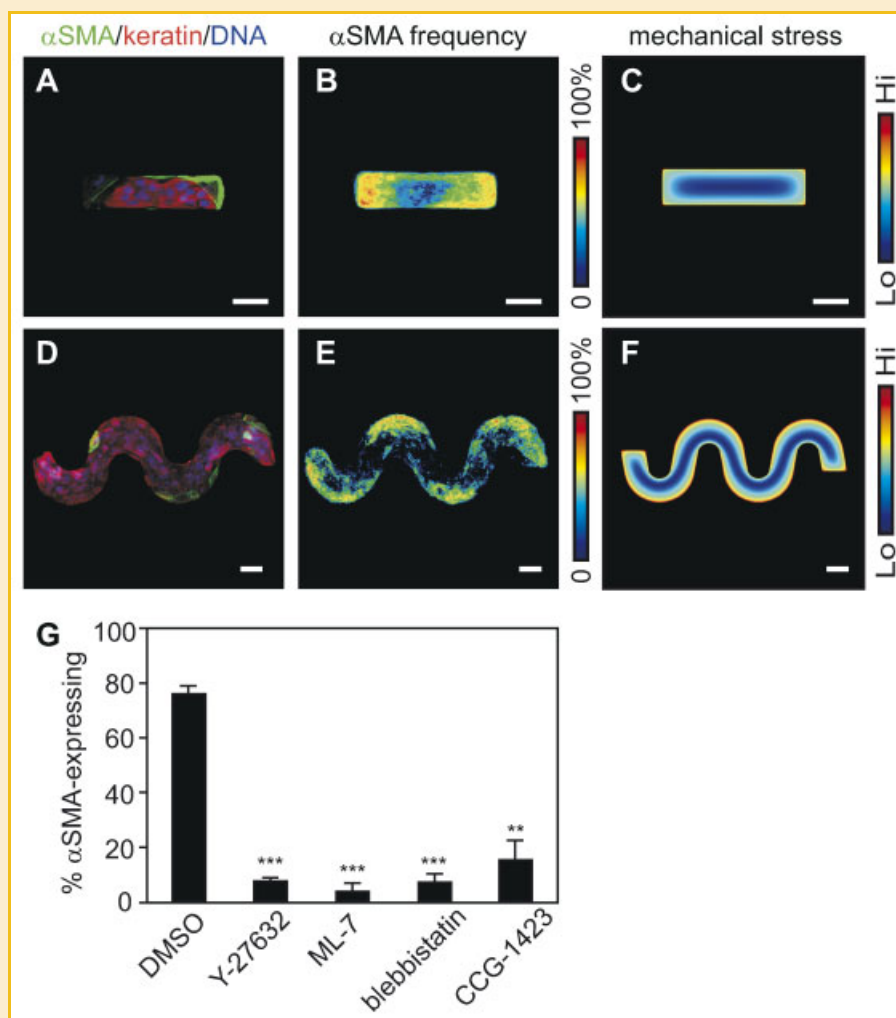 αSMA/keratin/DNA αSMA frequency mechanical stress
A B C
100%
0
Hi
Lo
D E F
100%
0
Hi
Lo
G
% αSMA-expressing
100
80
60
40
20
0
*** *** *** **
DMSO
Y-27632
ML-7
blebbistatin
CCG-1423